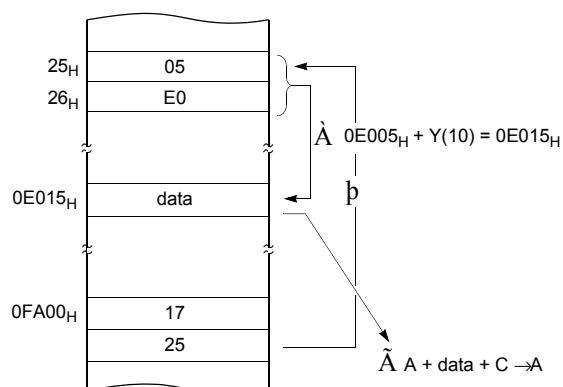 25H 05
26H E0
À 0E005H + Y(10) = 0E015H
0E015H data
þ
0FA00H 17
25
Ã A + data + C →A